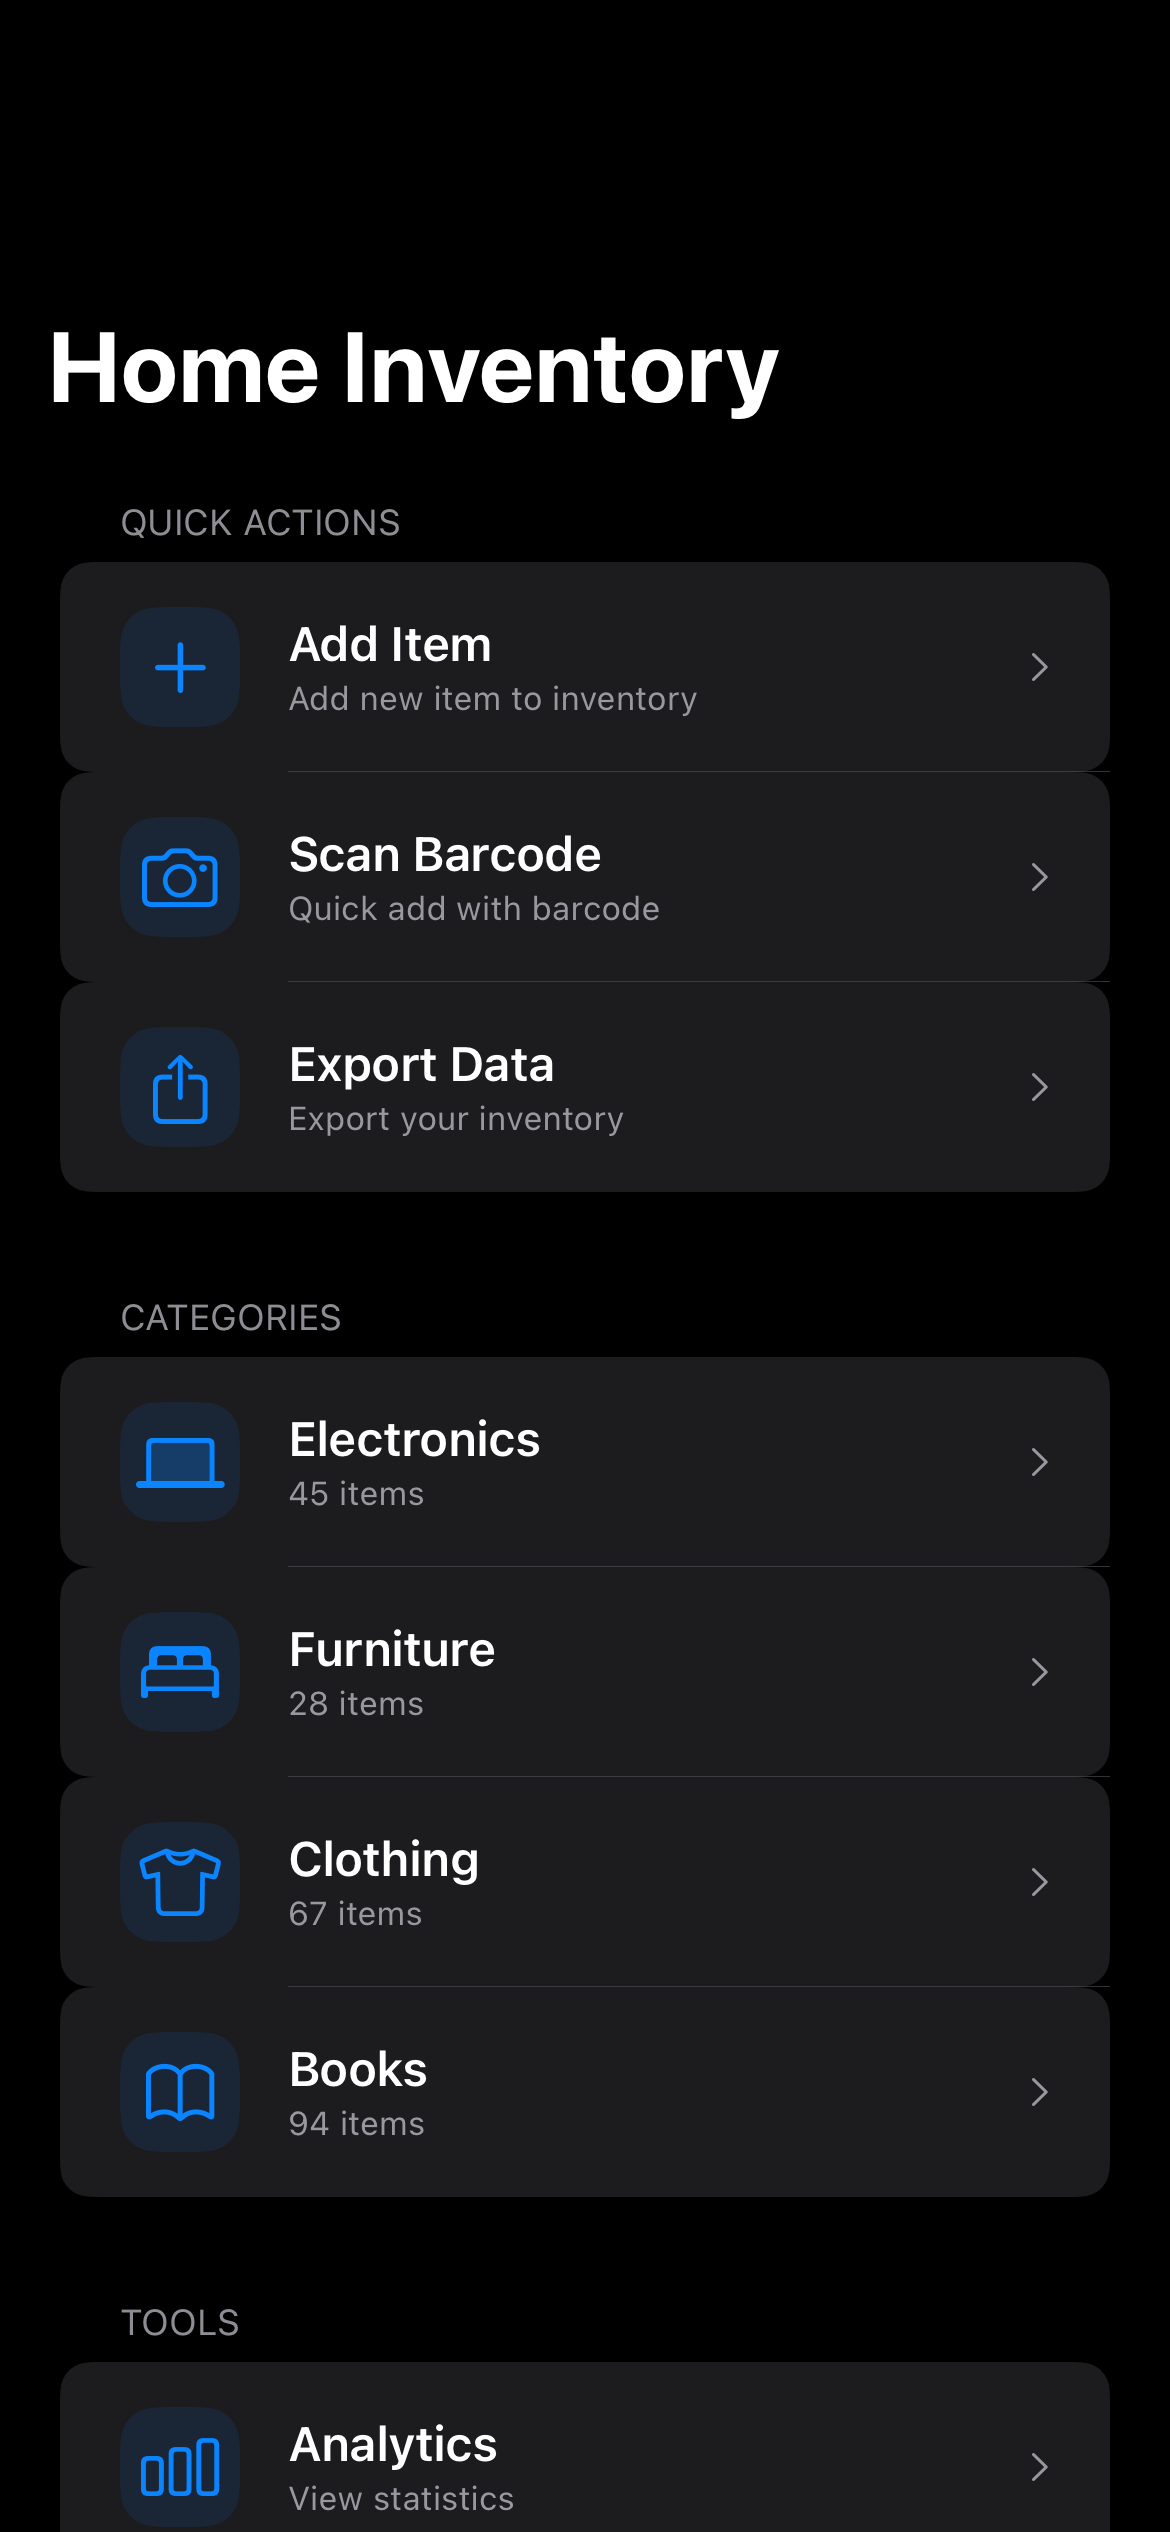 Home Inventory
QUICK ACTIONS
Add Item
Add new item to inventory
Scan Barcode
Quick add with barcode
Export Data
Export your inventory
CATEGORIES
Electronics
45 items
Furniture
28 items
Clothing
67 items
Books
94 items
TOOLS
Analytics
View statistics